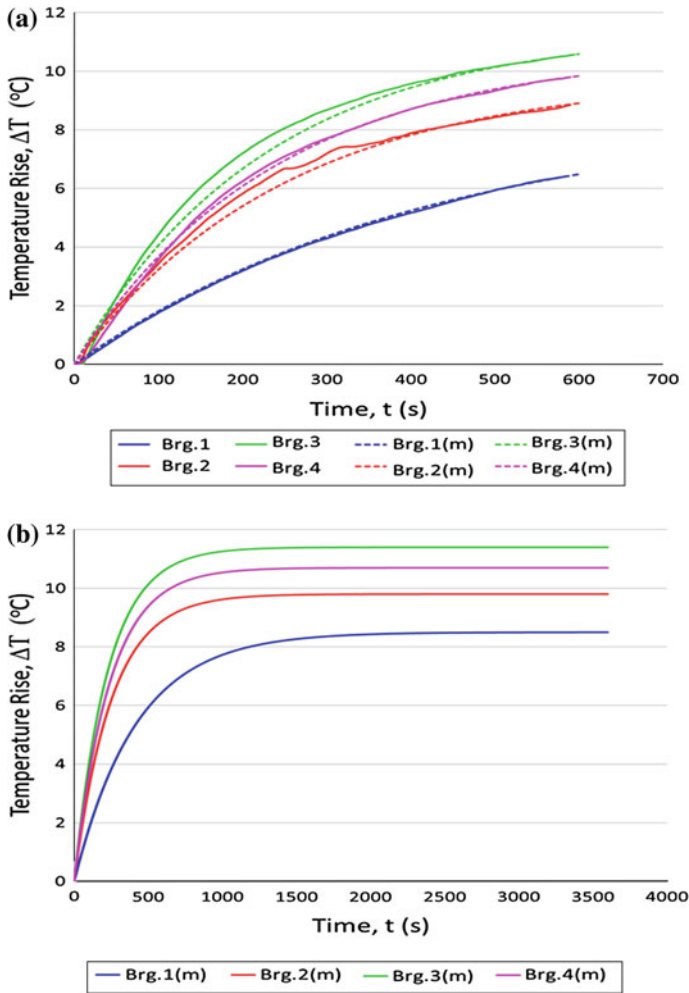 (a)
12
10
8
6
4
2
0
Temperature Rise, ΔT (ºC)
0 100 200 300 400 500 600 700
Time, t (s)
Brg.1 Brg.3 Brg.1(m) Brg.3(m)
Brg.2 Brg.4 Brg.2(m) Brg.4(m)
(b)
12
10
8
6
4
2
0
Temperature Rise, ΔT (ºC)
0 500 1000 1500 2000 2500 3000 3500 4000
Time, t (s)
Brg.1(m) Brg.2(m) Brg.3(m) Brg.4(m)